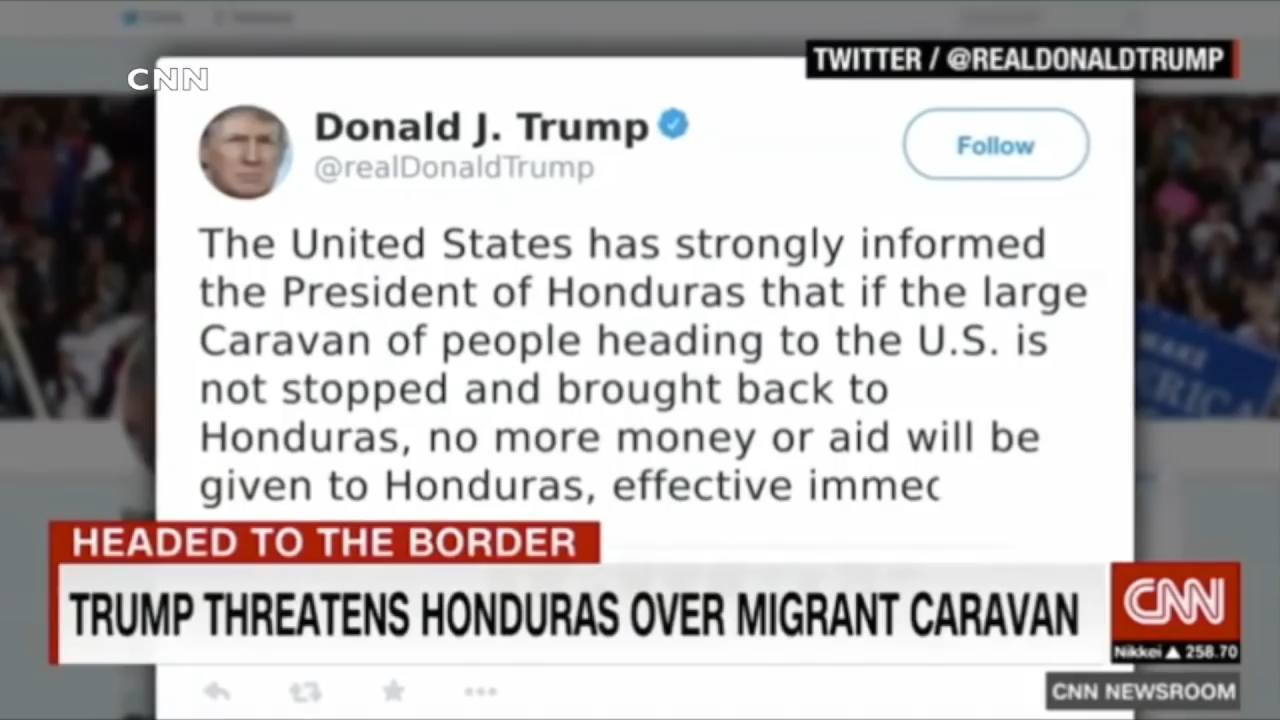 TWITTER / @REALDONALDTRUMP
CNN
Donald J. Trump
@realDonaldTrump
Follow
The United States has strongly informed
the President of Honduras that if the large
Caravan of people heading to the U.S. is
not stopped and brought back to
Honduras, no more money or aid will be
given to Honduras, effective immec
HEADED TO THE BORDER
TRUMP THREATENS HONDURAS OVER MIGRANT CARAVAN
CNN
Nikkei ▲ 258.70
CNN NEWSROOM